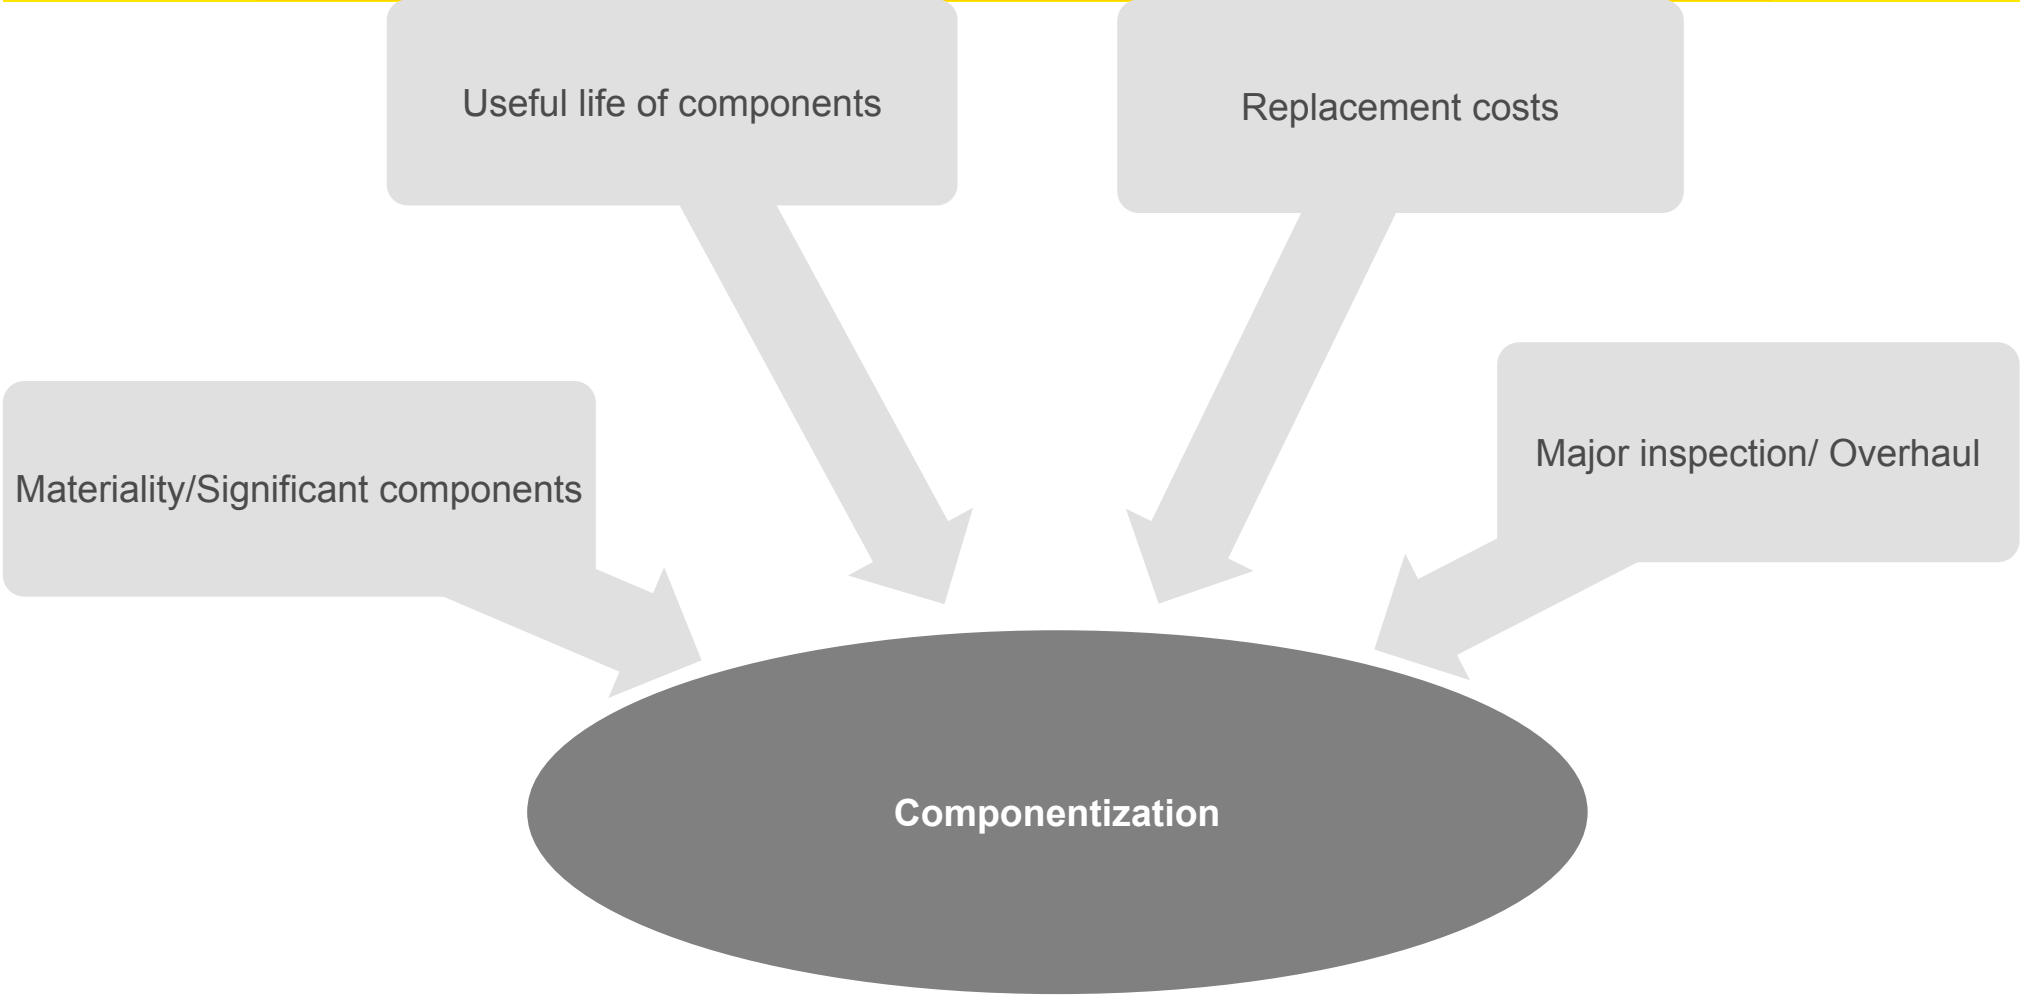 Useful life of components
Replacement costs
Materiality/Significant components
Major inspection/ Overhaul
Componentization